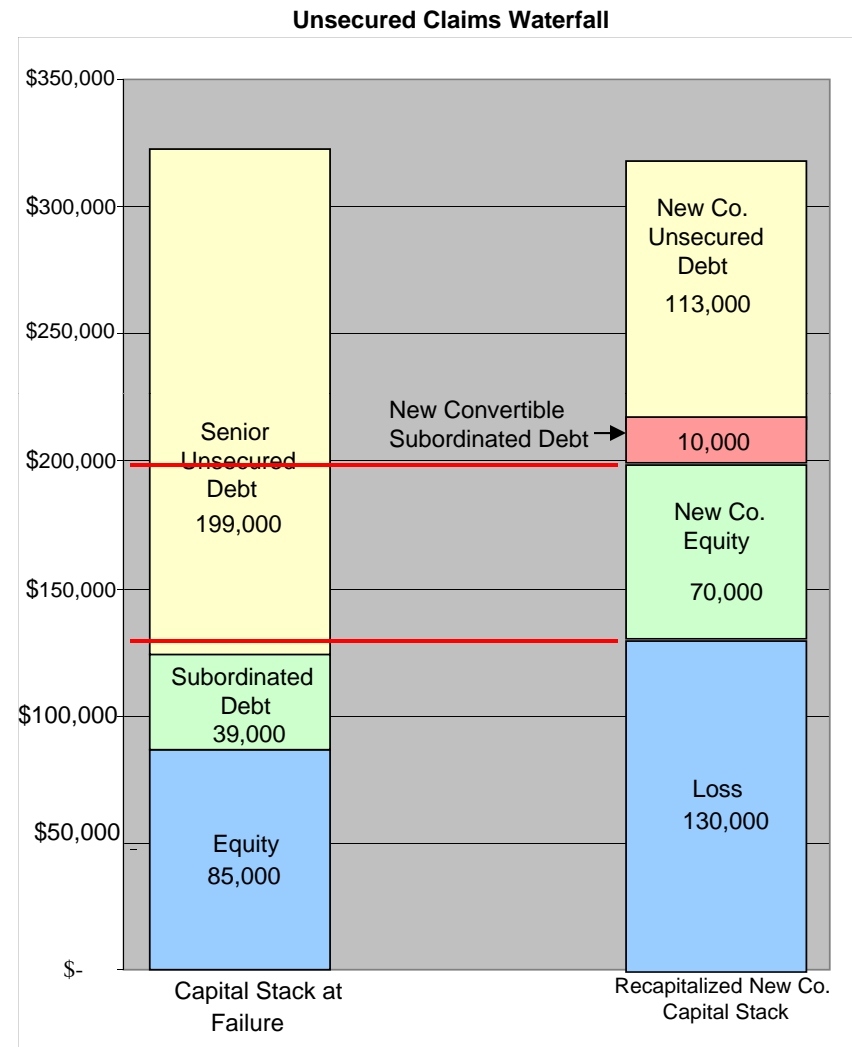 Unsecured Claims Waterfall
$350,000
$300,000
$250,000
$200,000
$150,000
$100,000
$50,000
$-
Senior
Unsecured
Debt
199,000
Subordinated
Debt
39,000
Equity
85,000
New Convertible
Subordinated Debt
New Co.
Unsecured
Debt
113,000
10,000
New Co.
Equity
70,000
Loss
130,000
Capital Stack at
Failure
Recapitalized New Co.
Capital Stack